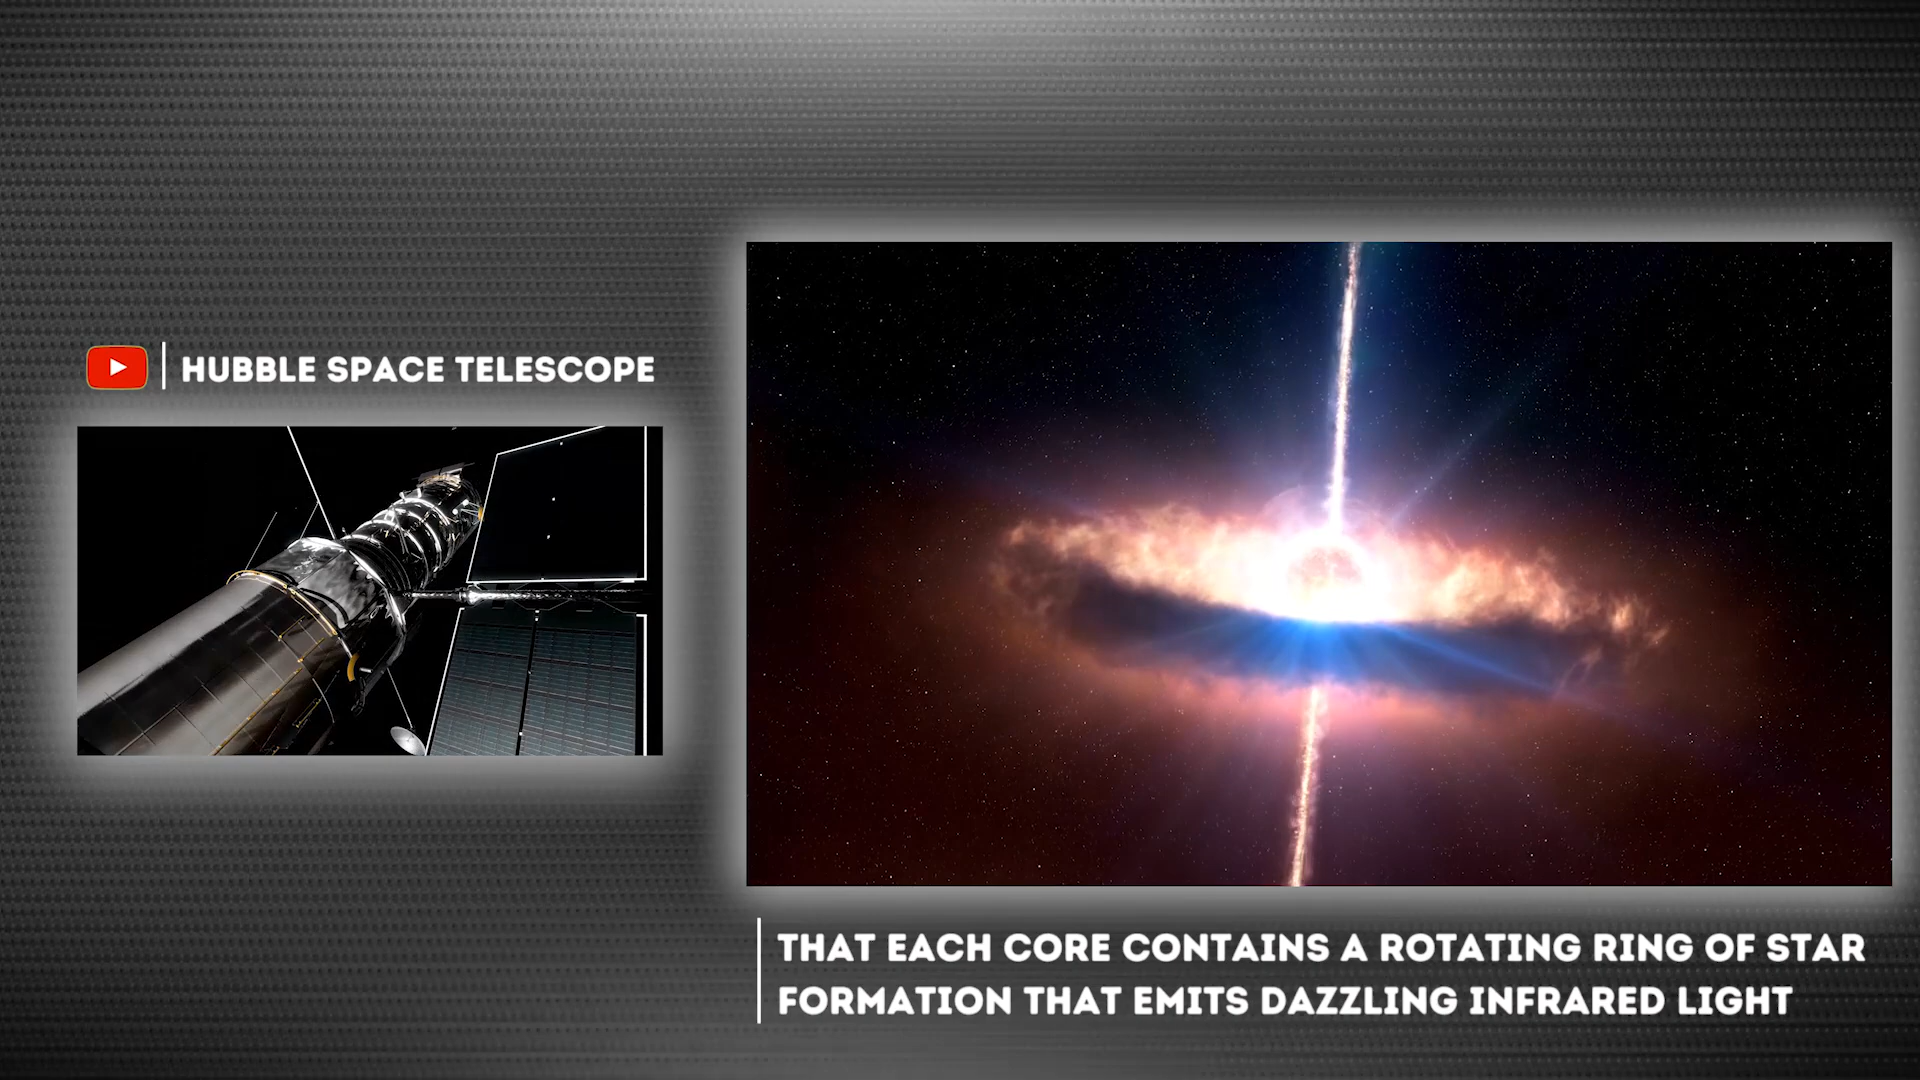 HUBBLE SPACE TELESCOPE
THAT EACH CORE CONTAINS A ROTATING RING OF STAR
FORMATION THAT EMITS DAZZLING INFRARED LIGHT